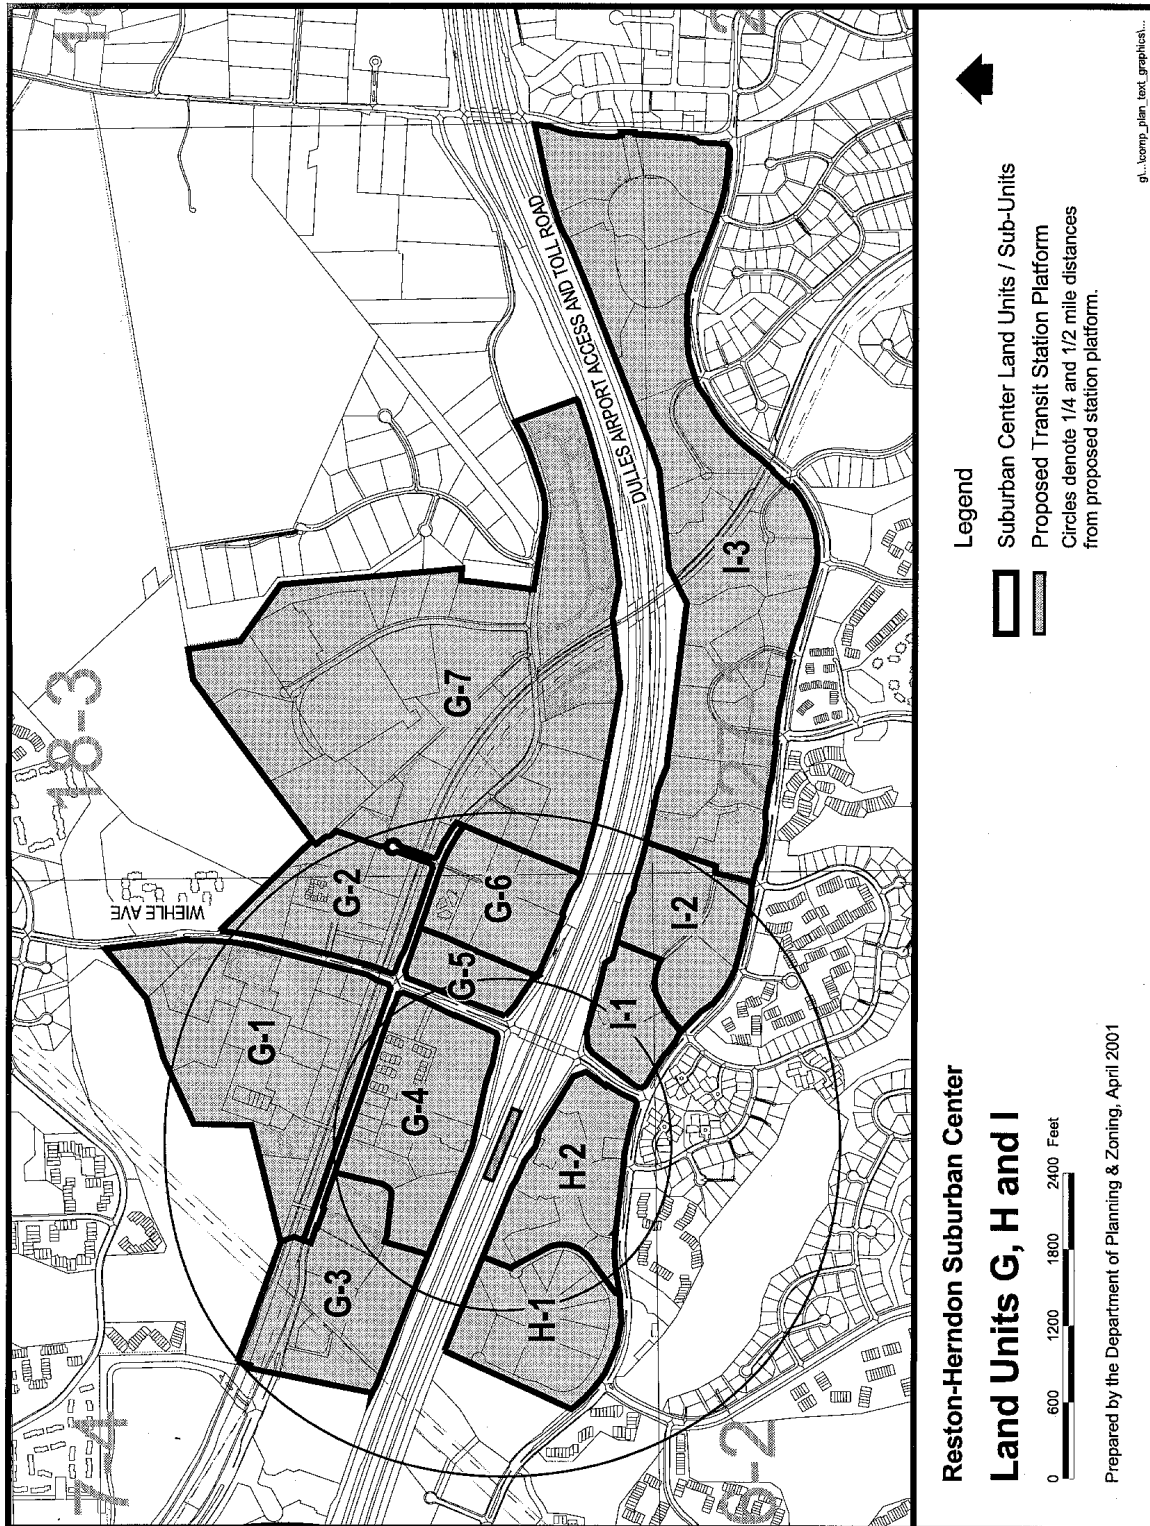 18-3
7-4
WIEHLE AVE
DULLES AIRPORT ACCESS AND TOLL ROAD
G-1
G-2
G-3
G-4
G-5
G-6
G-7
H-1
H-2
I-1
I-2
I-3
Reston-Herndon Suburban Center
Land Units G, H and I
0 600 1200 1800 2400 Feet
Prepared by the Department of Planning & Zoning, April 2001
Legend
Suburban Center Land Units / Sub-Units
Proposed Transit Station Platform
Circles denote 1/4 and 1/2 mile distances
from proposed station platform.
g\...\comp_plan_text_graphics\...